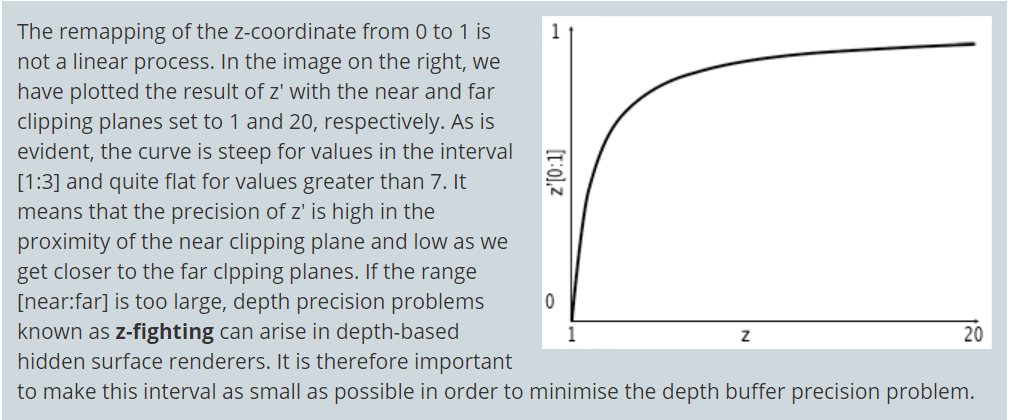 The remapping of the z-coordinate from 0 to 1 is
not a linear process. In the image on the right, we
have plotted the result of z' with the near and far
clipping planes set to 1 and 20, respectively. As is
evident, the curve is steep for values in the interval
[1:3] and quite flat for values greater than 7. It
means that the precision of z' is high in the
proximity of the near clipping plane and low as we
get closer to the far clpping planes. If the range
[near:far] is too large, depth precision problems
known as z-fighting can arise in depth-based
hidden surface renderers. It is therefore important
to make this interval as small as possible in order to minimise the depth buffer precision problem.
1
z'[0:1]
0
1
z
20